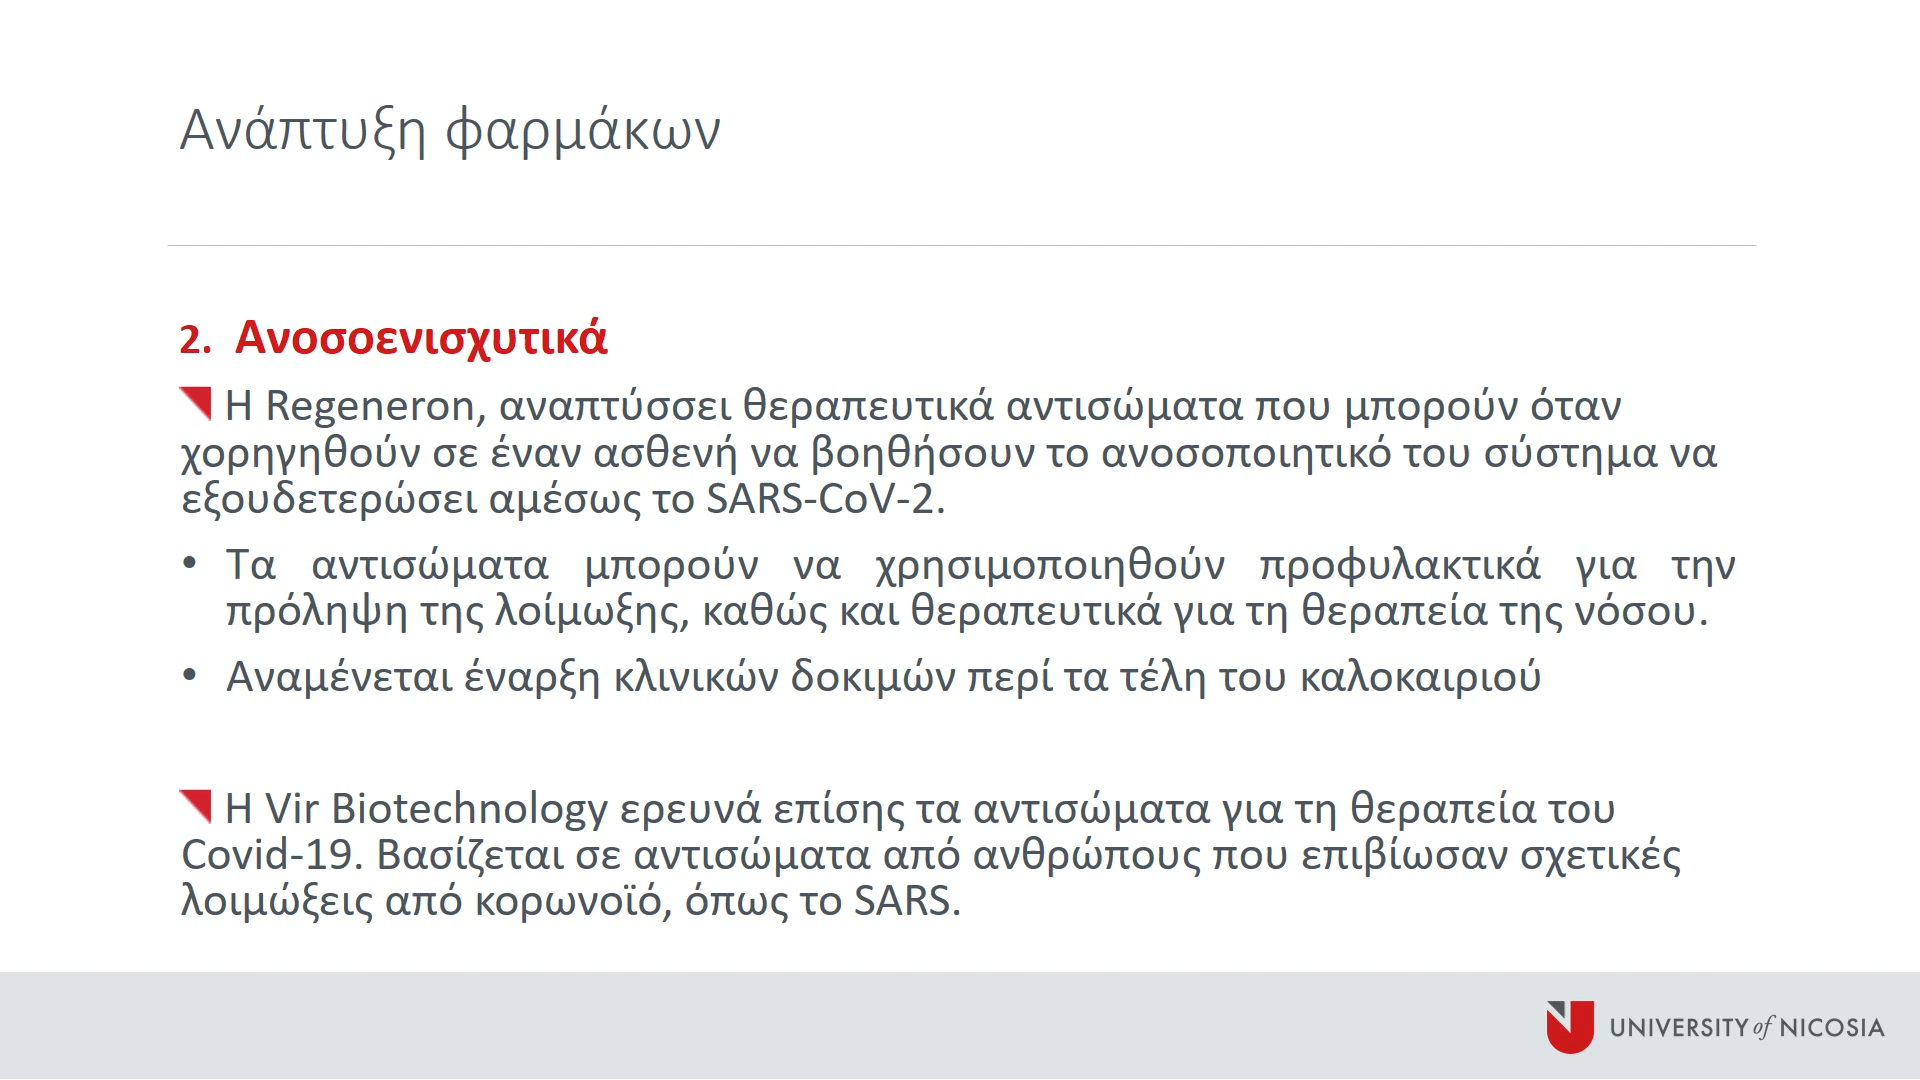 Ανάπτυξη φαρμάκων
2. Ανοσοενισχυτικά
Η Regeneron, αναπτύσσει θεραπευτικά αντισώματα που μπορούν όταν
χορηγηθούν σε έναν ασθενή να βοηθήσουν το ανοσοποιητικό του σύστημα να
εξουδετερώσει αμέσως το SARS-CoV-2.
• Τα αντισώματα μπορούν να χρησιμοποιηθούν προφυλακτικά για την
πρόληψη της λοίμωξης, καθώς και θεραπευτικά για τη θεραπεία της νόσου.
• Αναμένεται έναρξη κλινικών δοκιμών περί τα τέλη του καλοκαιριού
Η Vir Biotechnology ερευνά επίσης τα αντισώματα για τη θεραπεία του
Covid-19. Βασίζεται σε αντισώματα από ανθρώπους που επιβίωσαν σχετικές
λοιμώξεις από κορωνοϊό, όπως το SARS.
UNIVERSITY of NICOSIA